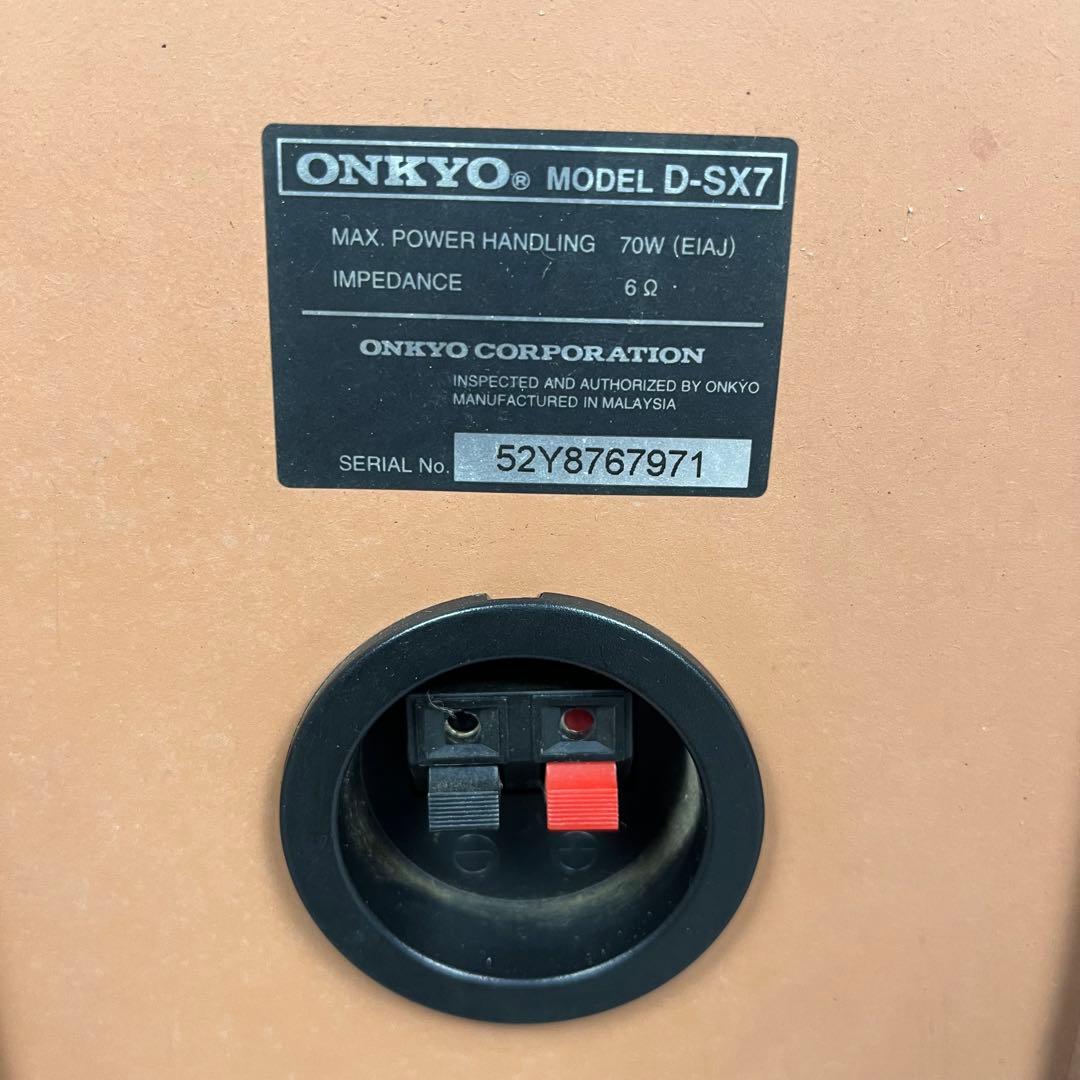 ONKYO® MODEL D-SX7
MAX. POWER HANDLING 70W (EIAJ)
IMPEDANCE 6 Ω
ONKYO CORPORATION
INSPECTED AND AUTHORIZED BY ONKYO
MANUFACTURED IN MALAYSIA
SERIAL No. 52Y8767971
⊖ ⊕